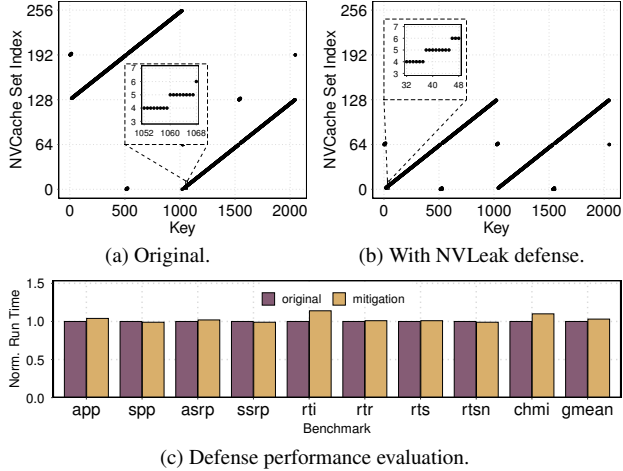 NVCache Set Index
256
192
128
64
0
7
6
5
4
3
1052 1060 1068
0 500 1000 1500 2000
Key
(a) Original.
NVCache Set Index
256
192
128
64
0
7
6
5
4
3
32 40 48
0 500 1000 1500 2000
Key
(b) With NVLeak defense.
Norm. Run Time
1.5
1.0
0.5
0.0
original mitigation
app spp asrp ssrp rti rtr rts rtsn chmi gmean
Benchmark
(c) Defense performance evaluation.